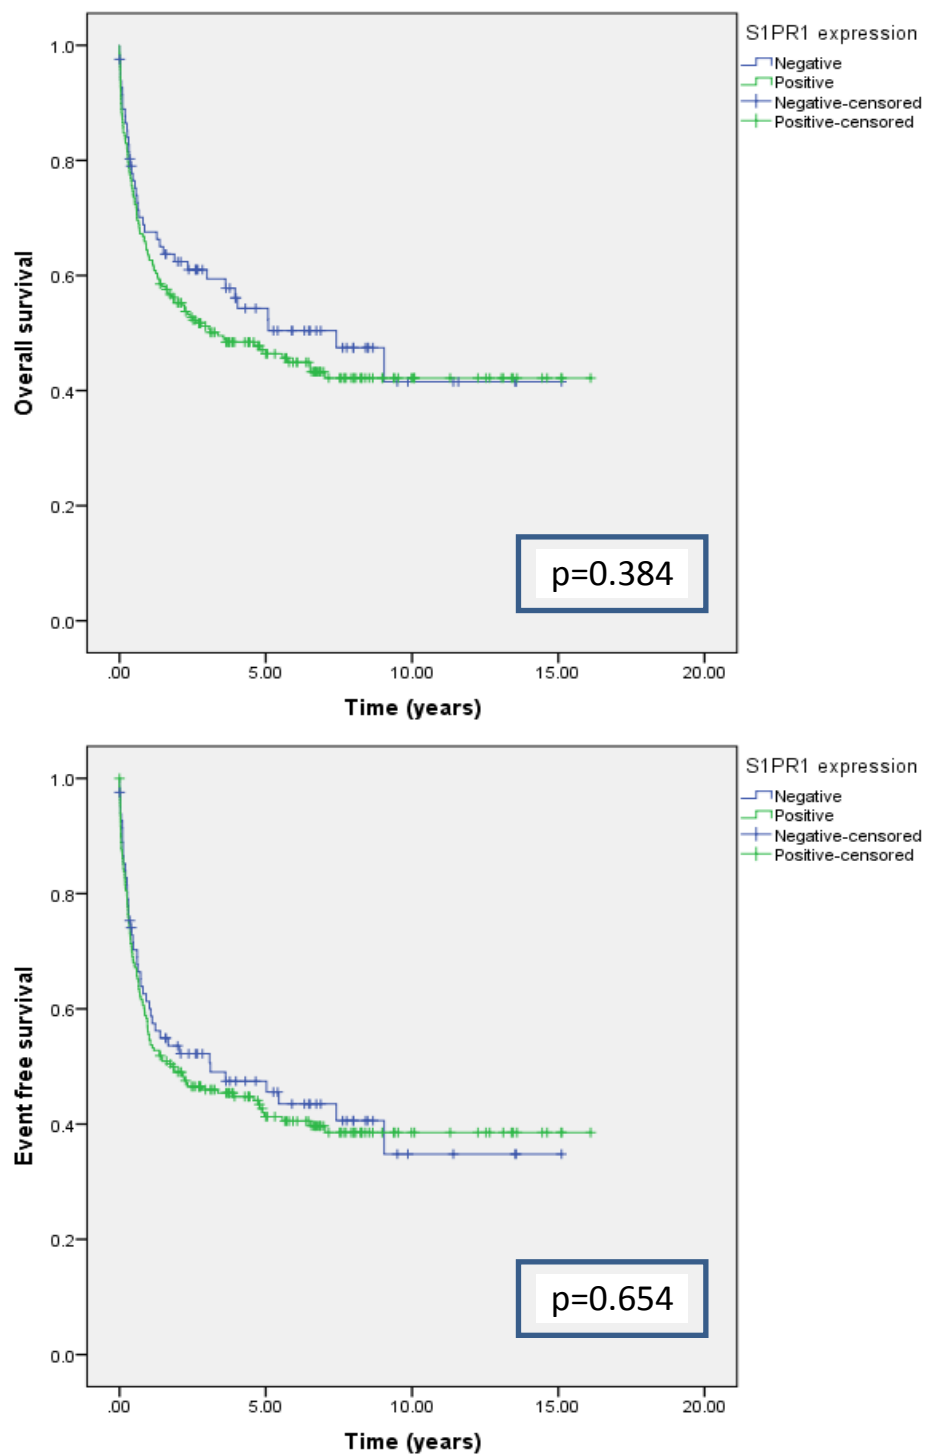 S1PR1 expression
Negative
Positive
Negative-censored
Positive-censored
1.0
0.8
0.6
0.4
0.2
0.0
Overall survival
p=0.384
.00 5.00 10.00 15.00 20.00
Time (years)
S1PR1 expression
Negative
Positive
Negative-censored
Positive-censored
1.0
0.8
0.6
0.4
0.2
0.0
Event free survival
p=0.654
.00 5.00 10.00 15.00 20.00
Time (years)